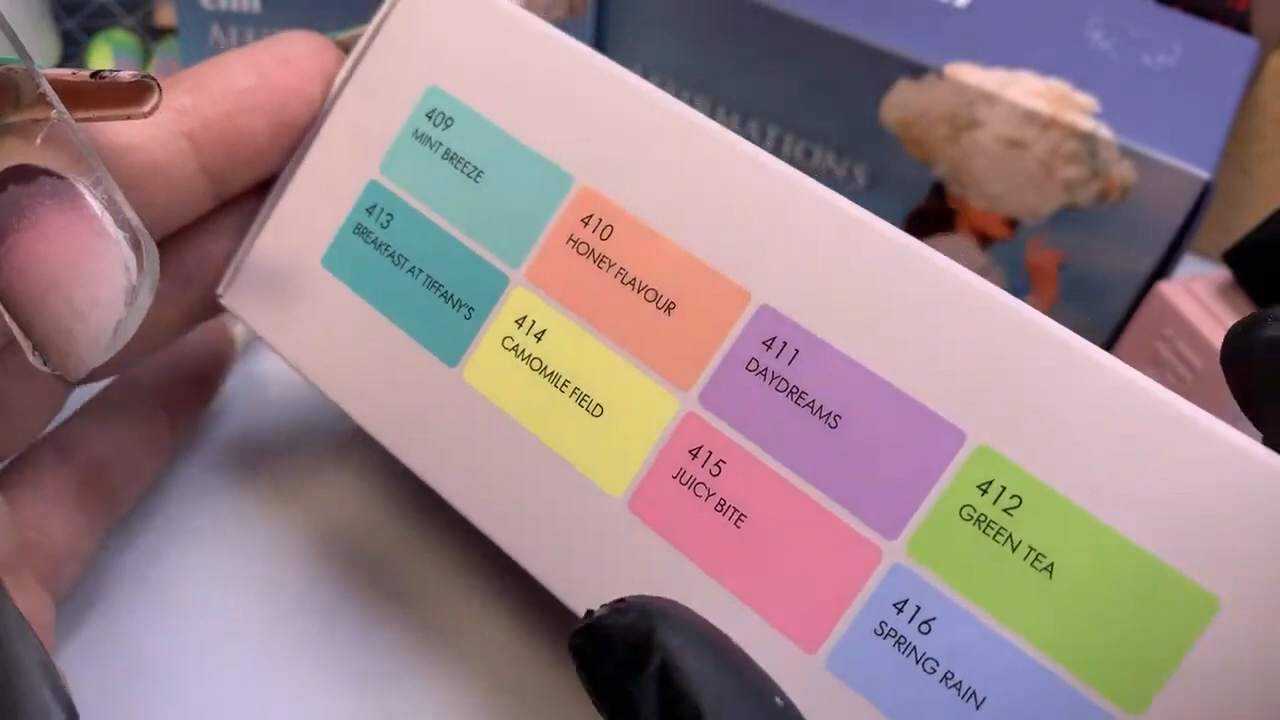 409
MINT BREEZE
410
HONEY FLAVOUR
411
DAYDREAMS
412
GREEN TEA
413
BREAKFAST AT TIFFANY'S
414
CAMOMILE FIELD
415
JUICY BITE
416
SPRING RAIN